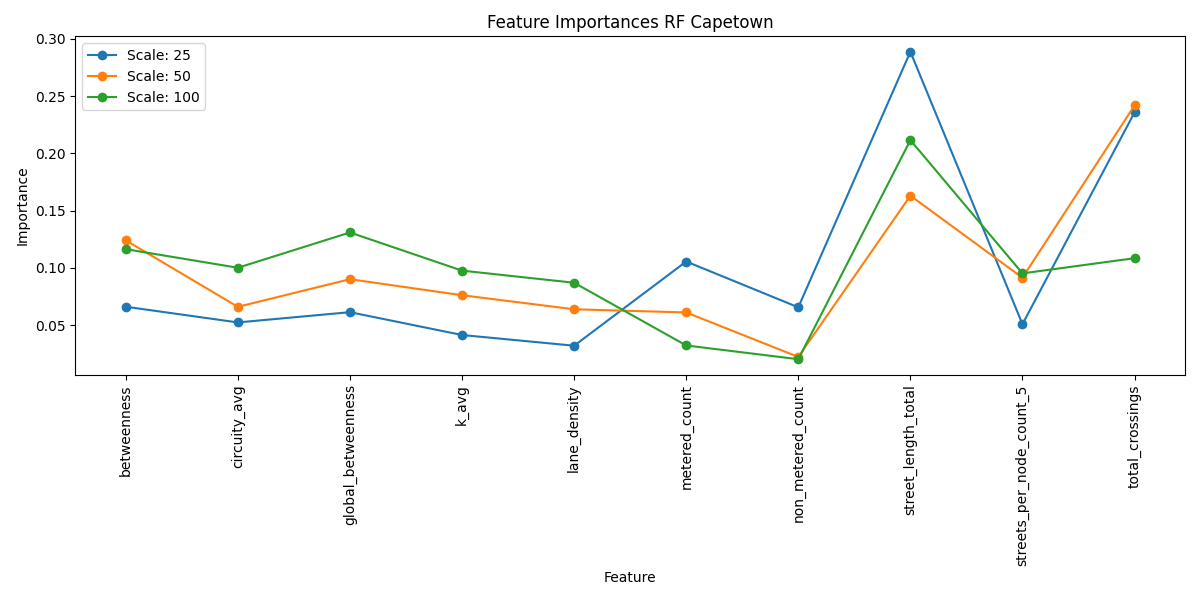 Feature Importances RF Capetown
Scale: 25
Scale: 50
Scale: 100
Importance
0.30
0.25
0.20
0.15
0.10
0.05
betweenness
circuity_avg
global_betweenness
k_avg
lane_density
metered_count
non_metered_count
street_length_total
streets_per_node_count_5
total_crossings
Feature